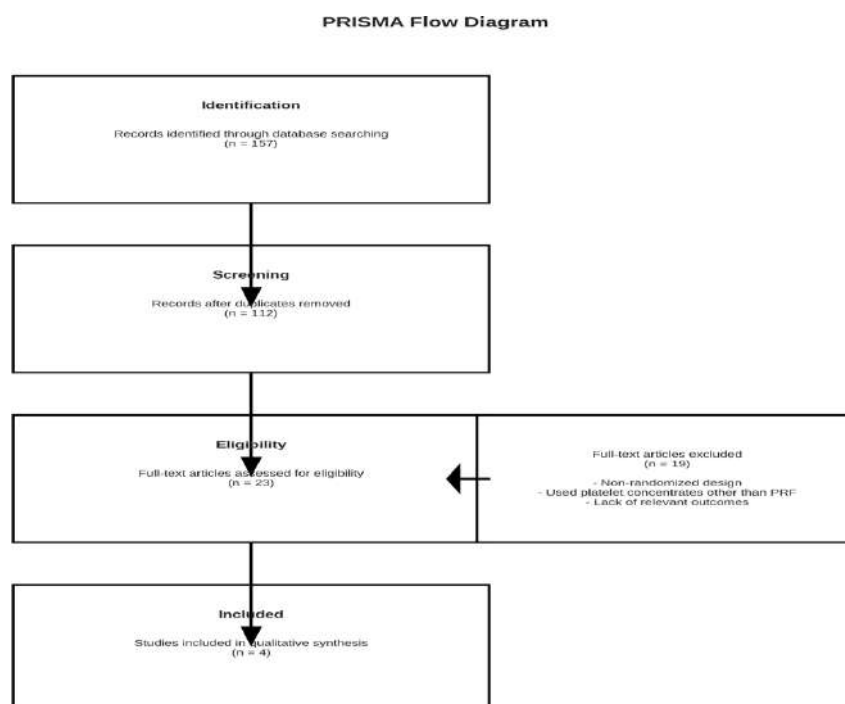 PRISMA Flow Diagram
Identification
Records identified through database searching
(n = 157)
Screening
Records after duplicates removed
(n = 112)
Eligibility
Full-text articles assessed for eligibility
(n = 23)
Full-text articles excluded
(n = 19)
- Non-randomized design
- Used platelet concentrates other than PRF
- Lack of relevant outcomes
Included
Studies included in qualitative synthesis
(n = 4)